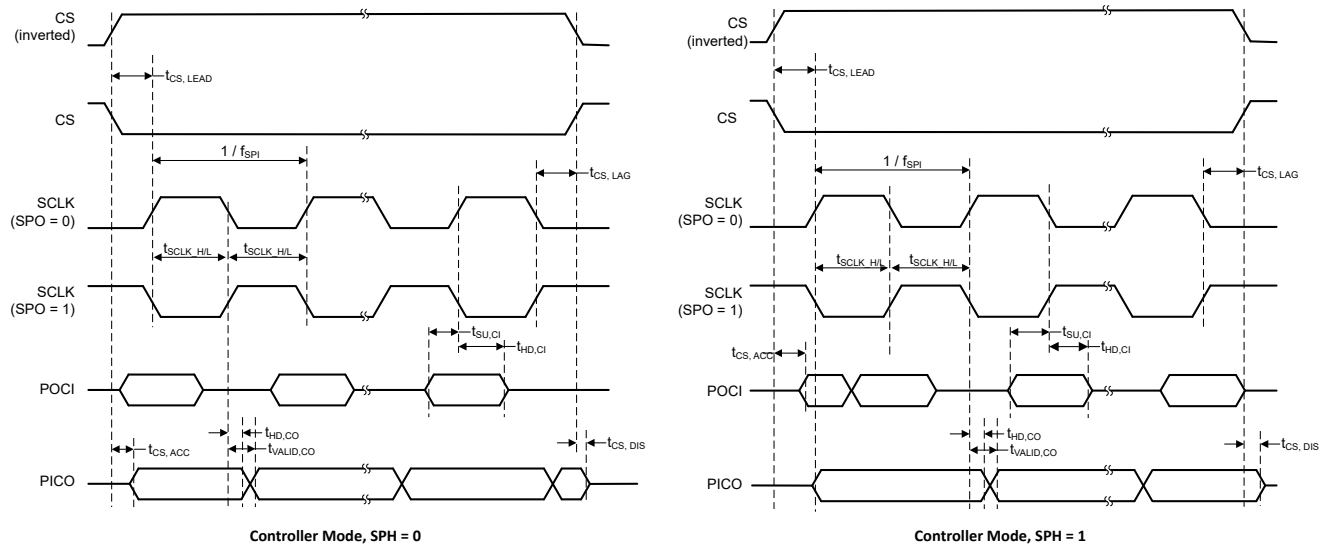 CS
(inverted)
tCS, LEAD
CS
1 / fSPI
tCS, LAG
SCLK
(SPO = 0)
tSCLK_H/L
tSCLK_H/L
SCLK
(SPO = 1)
tSU,CI
tHD,CI
POCI
tHD,CO
tCS, ACC
tVALID,CO
tCS, DIS
PICO
Controller Mode, SPH = 0
CS
(inverted)
tCS, LEAD
CS
1 / fSPI
tCS, LAG
SCLK
(SPO = 0)
tSCLK_H/L
tSCLK_H/L
SCLK
(SPO = 1)
tSU,CI
tCS, ACC
tHD,CI
POCI
tHD,CO
tVALID,CO
tCS, DIS
PICO
Controller Mode, SPH = 1